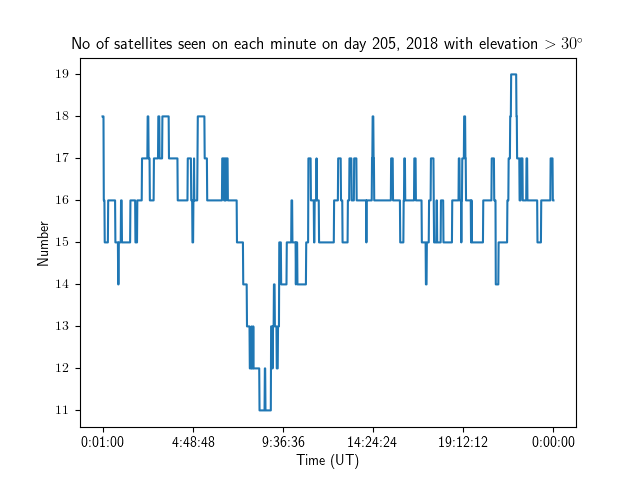 No of satellites seen on each minute on day 205, 2018 with elevation > 30°
19
18
17
16
15
14
13
12
11
Number
0:01:00 4:48:48 9:36:36 14:24:24 19:12:12 0:00:00
Time (UT)